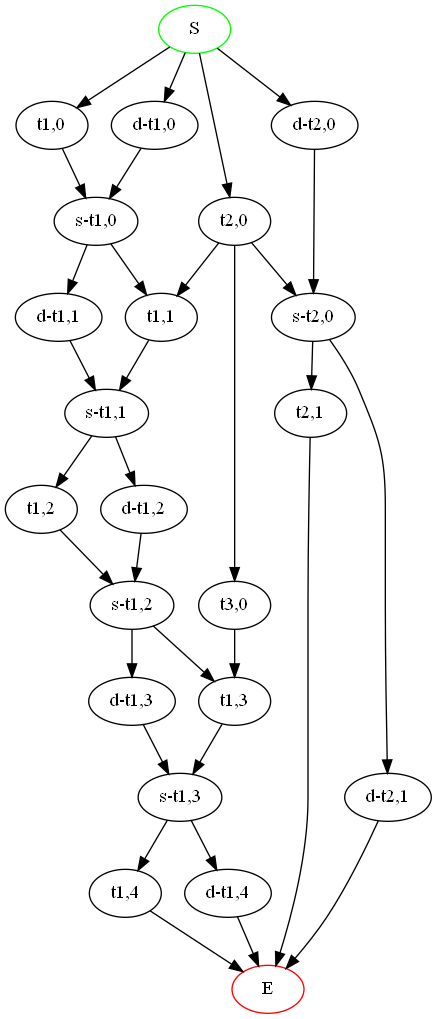 S
t1,0
d-t1,0
d-t2,0
s-t1,0
t2,0
d-t1,1
t1,1
s-t2,0
s-t1,1
t2,1
t1,2
d-t1,2
s-t1,2
t3,0
d-t1,3
t1,3
s-t1,3
d-t2,1
t1,4
d-t1,4
E